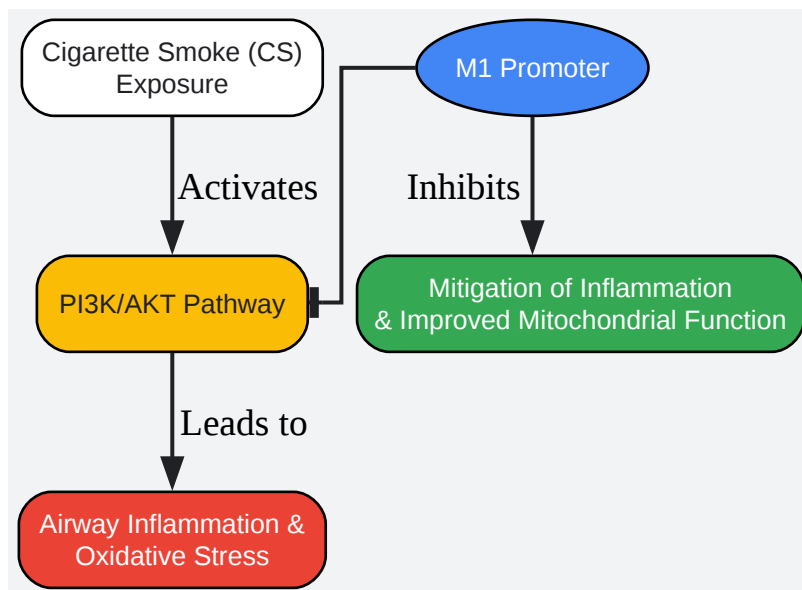 Cigarette Smoke (CS)
Exposure
M1 Promoter
Activates
Inhibits
PI3K/AKT Pathway
Mitigation of Inflammation
& Improved Mitochondrial Function
Leads to
Airway Inflammation &
Oxidative Stress